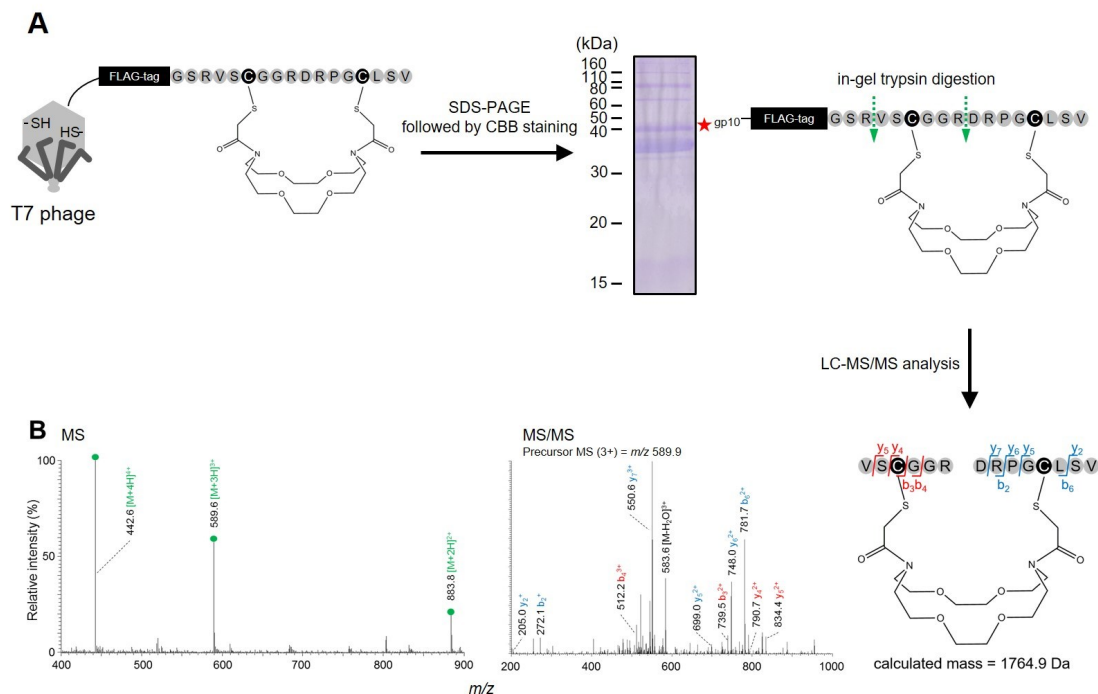 A
(kDa)
160
110
80
60
50
40
30
20
15
FLAG-tag
GSRVSCGGRDRPGCLSV
-SH
HS-
T7 phage
S
S
O
O
N
N
O
O
O
O
SDS-PAGE
followed by CBB staining
★ gp10
FLAG-tag
in-gel trypsin digestion
GSRVSCGGRDRPGCLSV
S
S
O
O
N
N
O
O
O
O
LC-MS/MS analysis
B
MS
Relative intensity (%)
100
50
0
442.6 [M+4H]⁴⁺
589.6 [M+3H]³⁺
883.8 [M+2H]²⁺
400 500 600 700 800 900
m/z
MS/MS
Precursor MS (3+) = m/z 589.9
205.0 y₂⁺
272.1 b₂⁺
512.2 b₄³⁺
550.6 y₇³⁺
583.6 [M-H₂O]³⁺
699.0 y₅²⁺
739.5 b₃²⁺
748.0 y₆²⁺
781.7 b₆²⁺
790.7 y₄²⁺
834.4 y₅²⁺
200 400 600 800 1000
y₅ y₄
VSCGGR
b₃ b₄
y₇ y₆ y₅ y₂
DRPGCLSV
b₂ b₆
S
S
O
O
N
N
O
O
O
O
calculated mass = 1764.9 Da